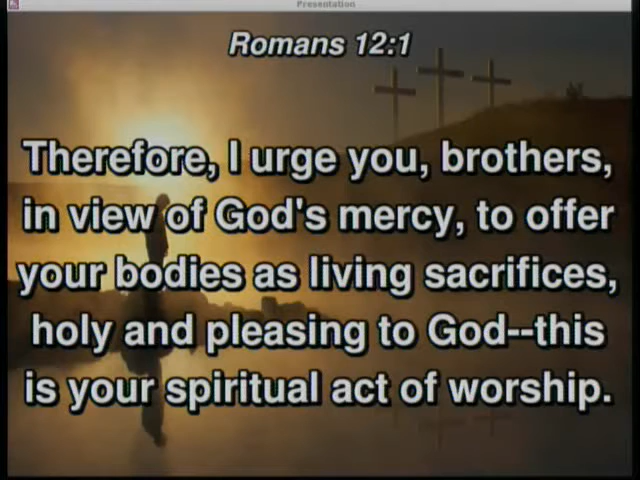 Presentation
Romans 12:1
Therefore, I urge you, brothers,
in view of God's mercy, to offer
your bodies as living sacrifices,
holy and pleasing to God--this
is your spiritual act of worship.